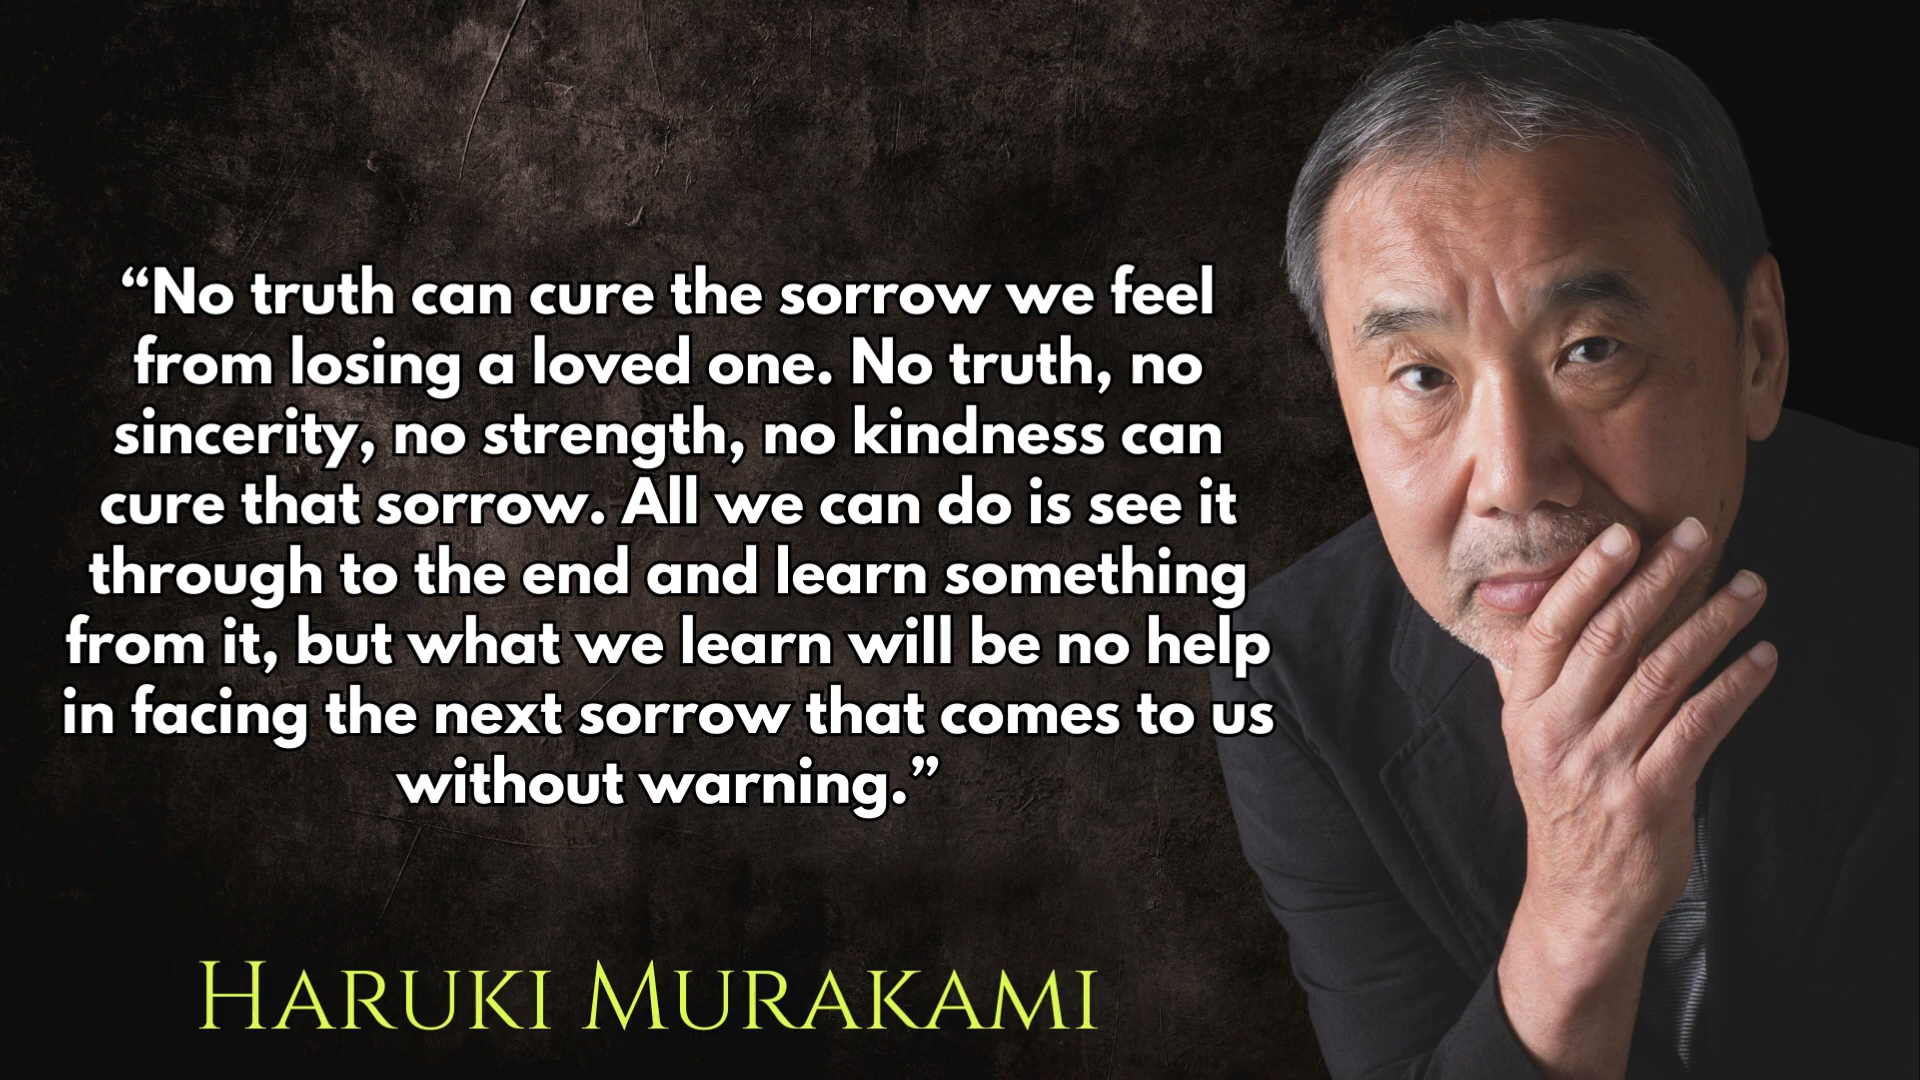 “No truth can cure the sorrow we feel
from losing a loved one. No truth, no
sincerity, no strength, no kindness can
cure that sorrow. All we can do is see it
through to the end and learn something
from it, but what we learn will be no help
in facing the next sorrow that comes to us
without warning.”
Haruki Murakami